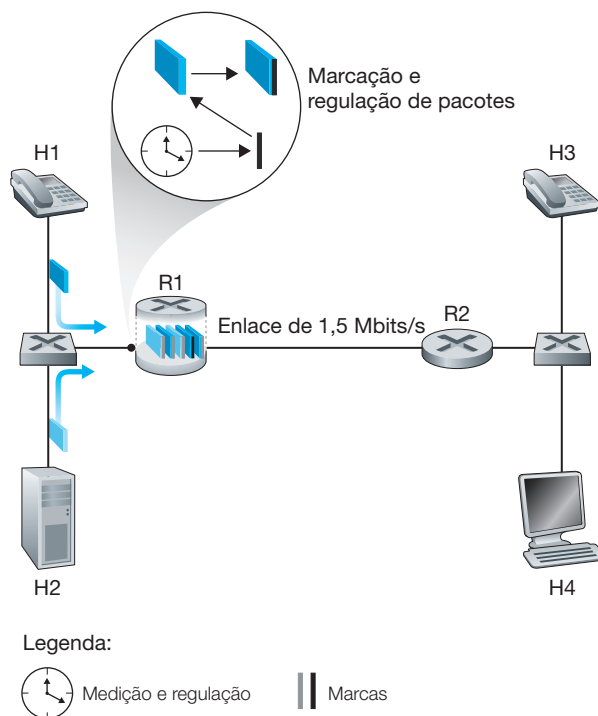 Marcação e
regulação de pacotes
H1
H3
R1
Enlace de 1,5 Mbits/s
R2
H2
H4
Legenda:
Medição e regulação
Marcas